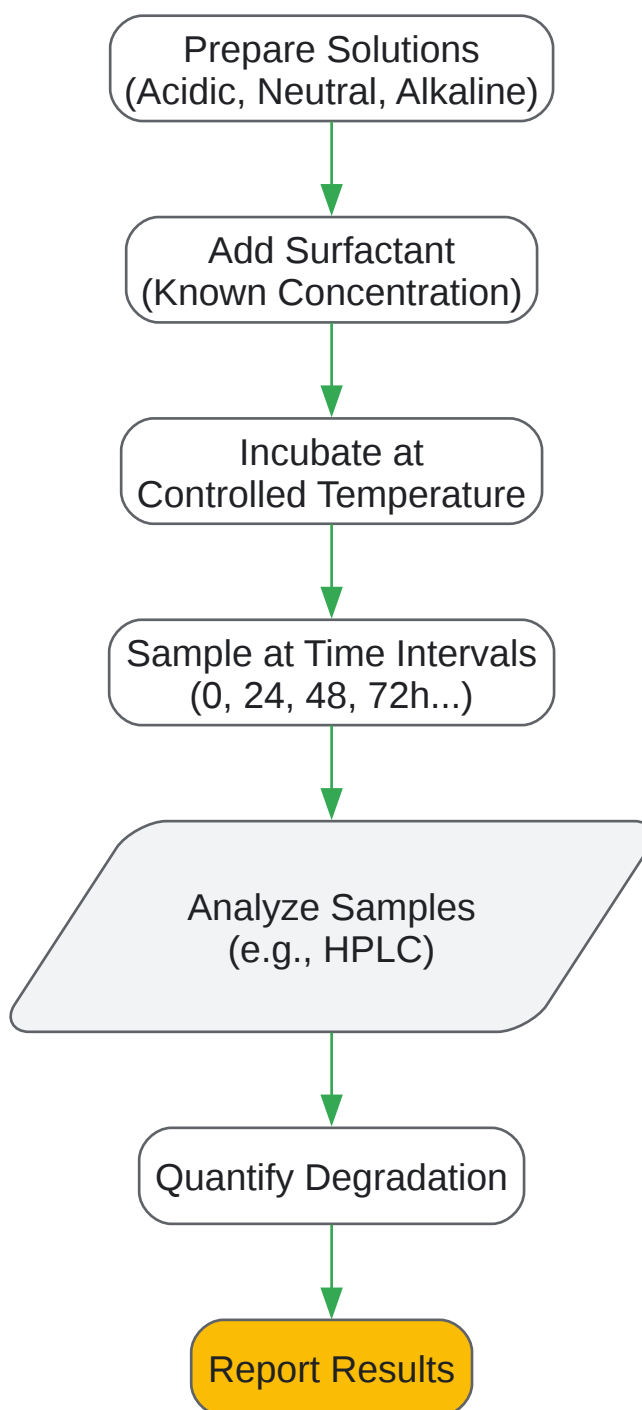 Prepare Solutions
(Acidic, Neutral, Alkaline)
Add Surfactant
(Known Concentration)
Incubate at
Controlled Temperature
Sample at Time Intervals
(0, 24, 48, 72h...)
Analyze Samples
(e.g., HPLC)
Quantify Degradation
Report Results